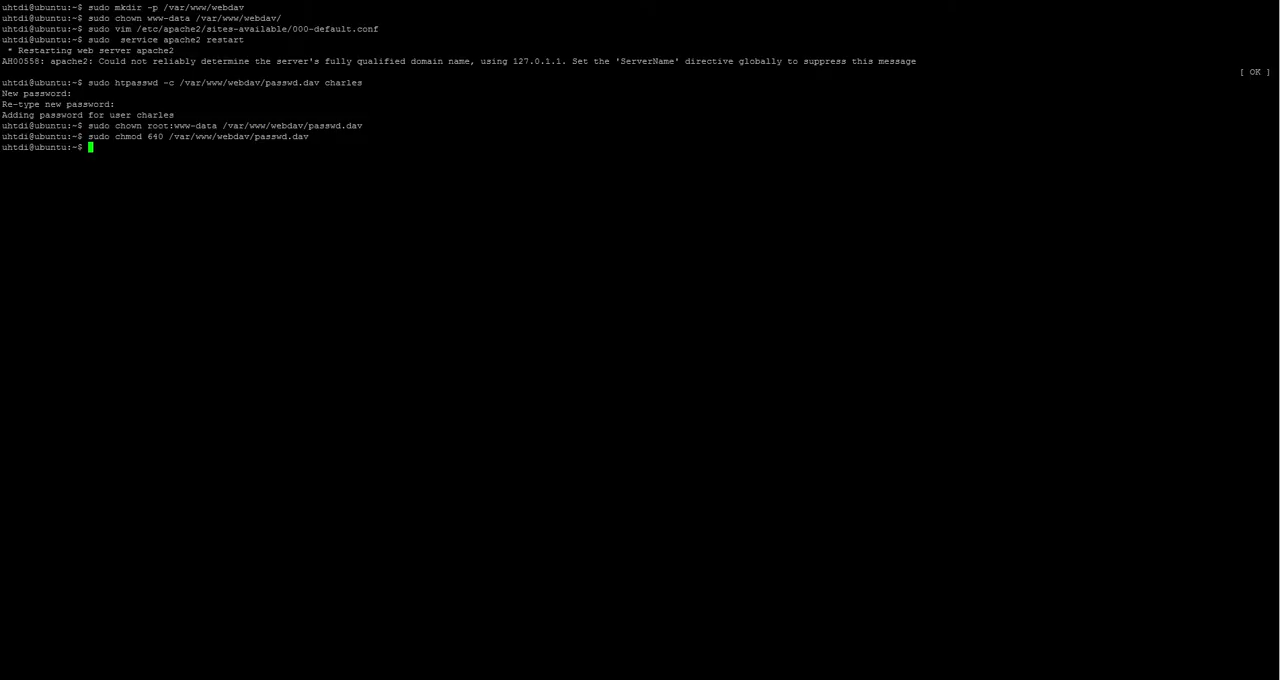 uhtdi@ubuntu:~$ sudo mkdir -p /var/www/webdav
uhtdi@ubuntu:~$ sudo chown www-data /var/www/webdav/
uhtdi@ubuntu:~$ sudo vim /etc/apache2/sites-available/000-default.conf
uhtdi@ubuntu:~$ sudo  service apache2 restart
 * Restarting web server apache2
AH00558: apache2: Could not reliably determine the server's fully qualified domain name, using 127.0.1.1. Set the 'ServerName' directive globally to suppress this message
[ OK ]
uhtdi@ubuntu:~$ sudo htpasswd -c /var/www/webdav/passwd.dav charles
New password:
Re-type new password:
Adding password for user charles
uhtdi@ubuntu:~$ sudo chown root:www-data /var/www/webdav/passwd.dav
uhtdi@ubuntu:~$ sudo chmod 640 /var/www/webdav/passwd.dav
uhtdi@ubuntu:~$